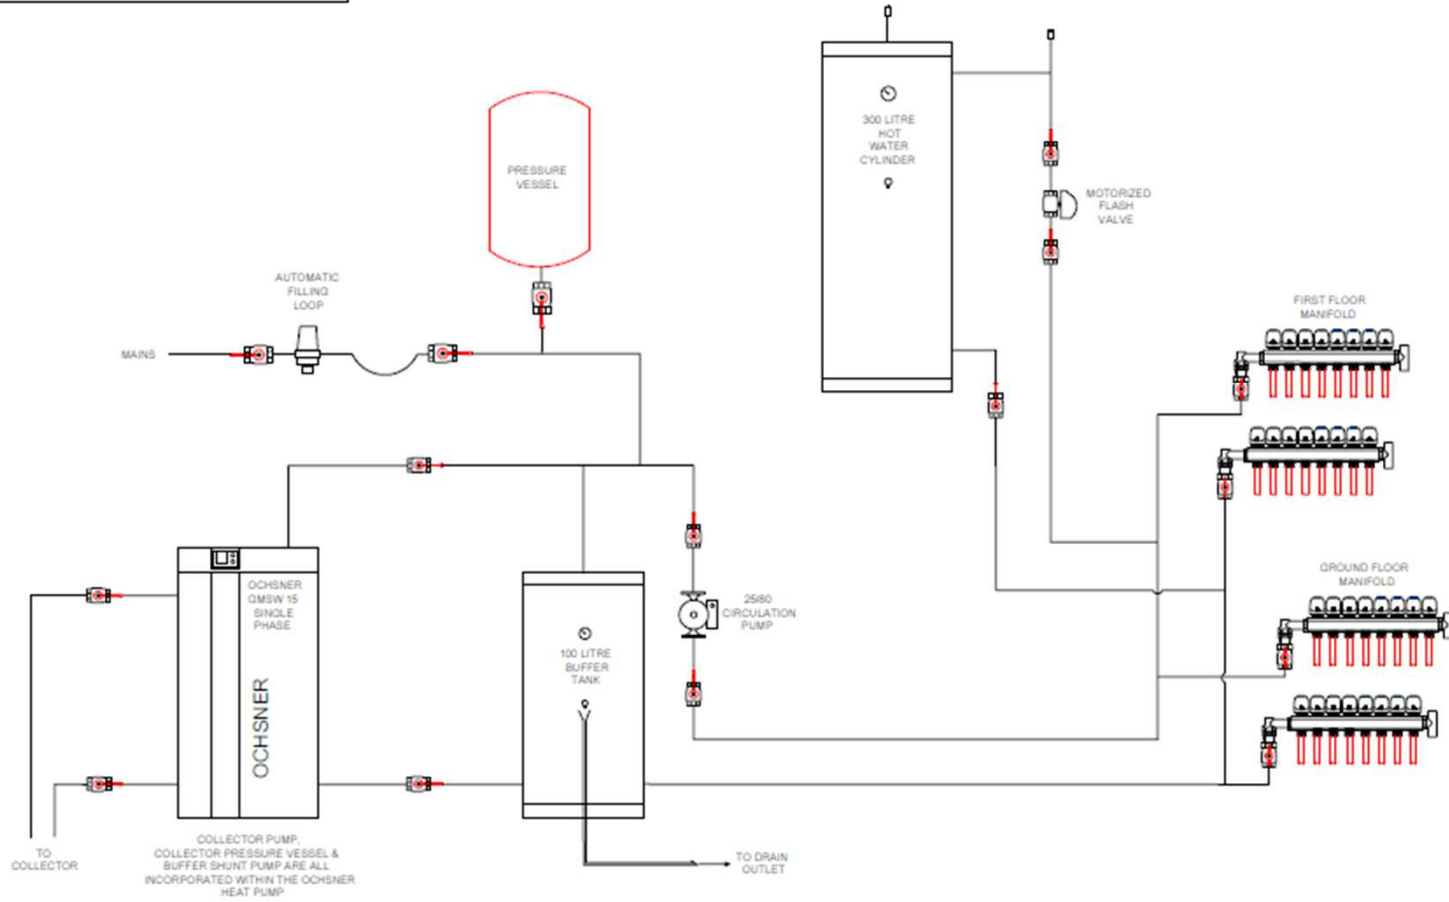 300 LITRE
HOT
WATER
CYLINDER
PRESSURE
VESSEL
MOTORIZED
FLASH
VALVE
AUTOMATIC
FILLING
LOOP
FIRST FLOOR
MANIFOLD
MAINS
OCHSNER
GMSW 15
SINGLE
PHASE
OCHSNER
25/80
CIRCULATION
PUMP
GROUND FLOOR
MANIFOLD
100 LITRE
BUFFER
TANK
TO
COLLECTOR
COLLECTOR PUMP,
COLLECTOR PRESSURE VESSEL &
BUFFER SHUNT PUMP ARE ALL
INCORPORATED WITHIN THE OCHSNER
HEAT PUMP
TO DRAIN
OUTLET